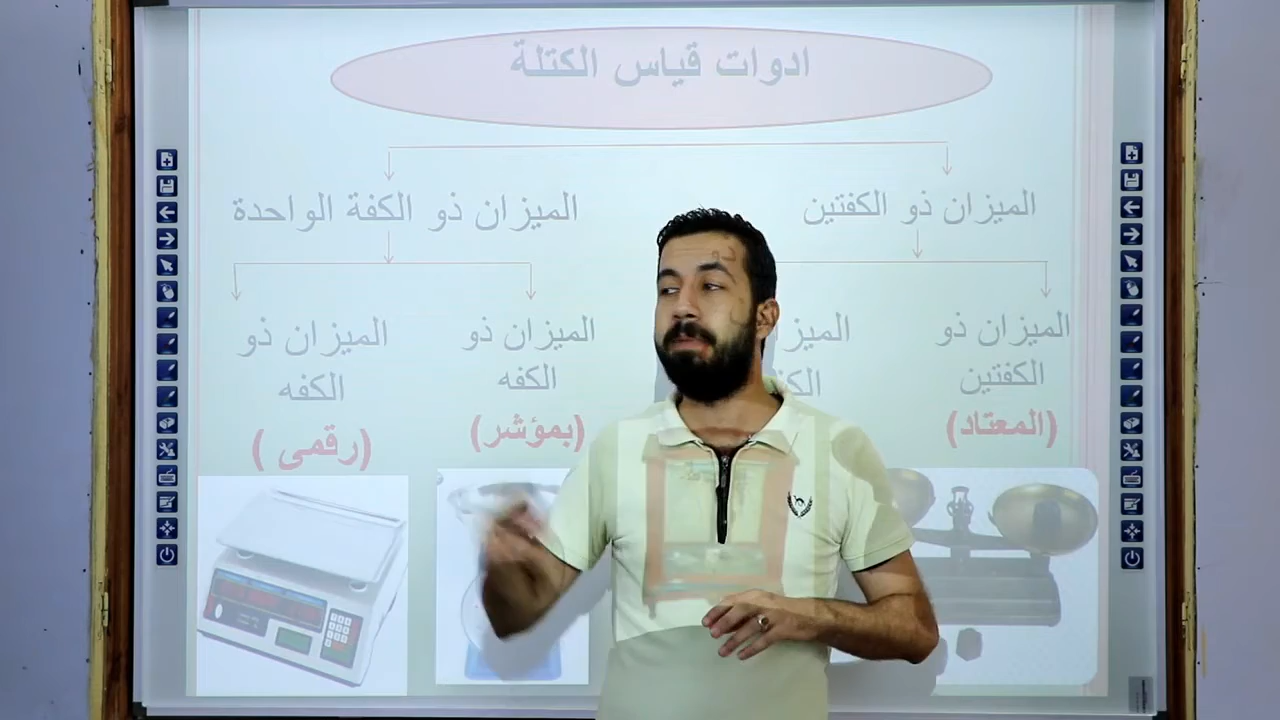 ادوات قياس الكتلة
الميزان ذو الكفتين
الميزان ذو الكفة الواحدة
الميزان ذو
الكفتين
(المعتاد)
الميز
الميزان ذو
الكفه
(بمؤشر)
الميزان ذو
الكفه
(رقمى )